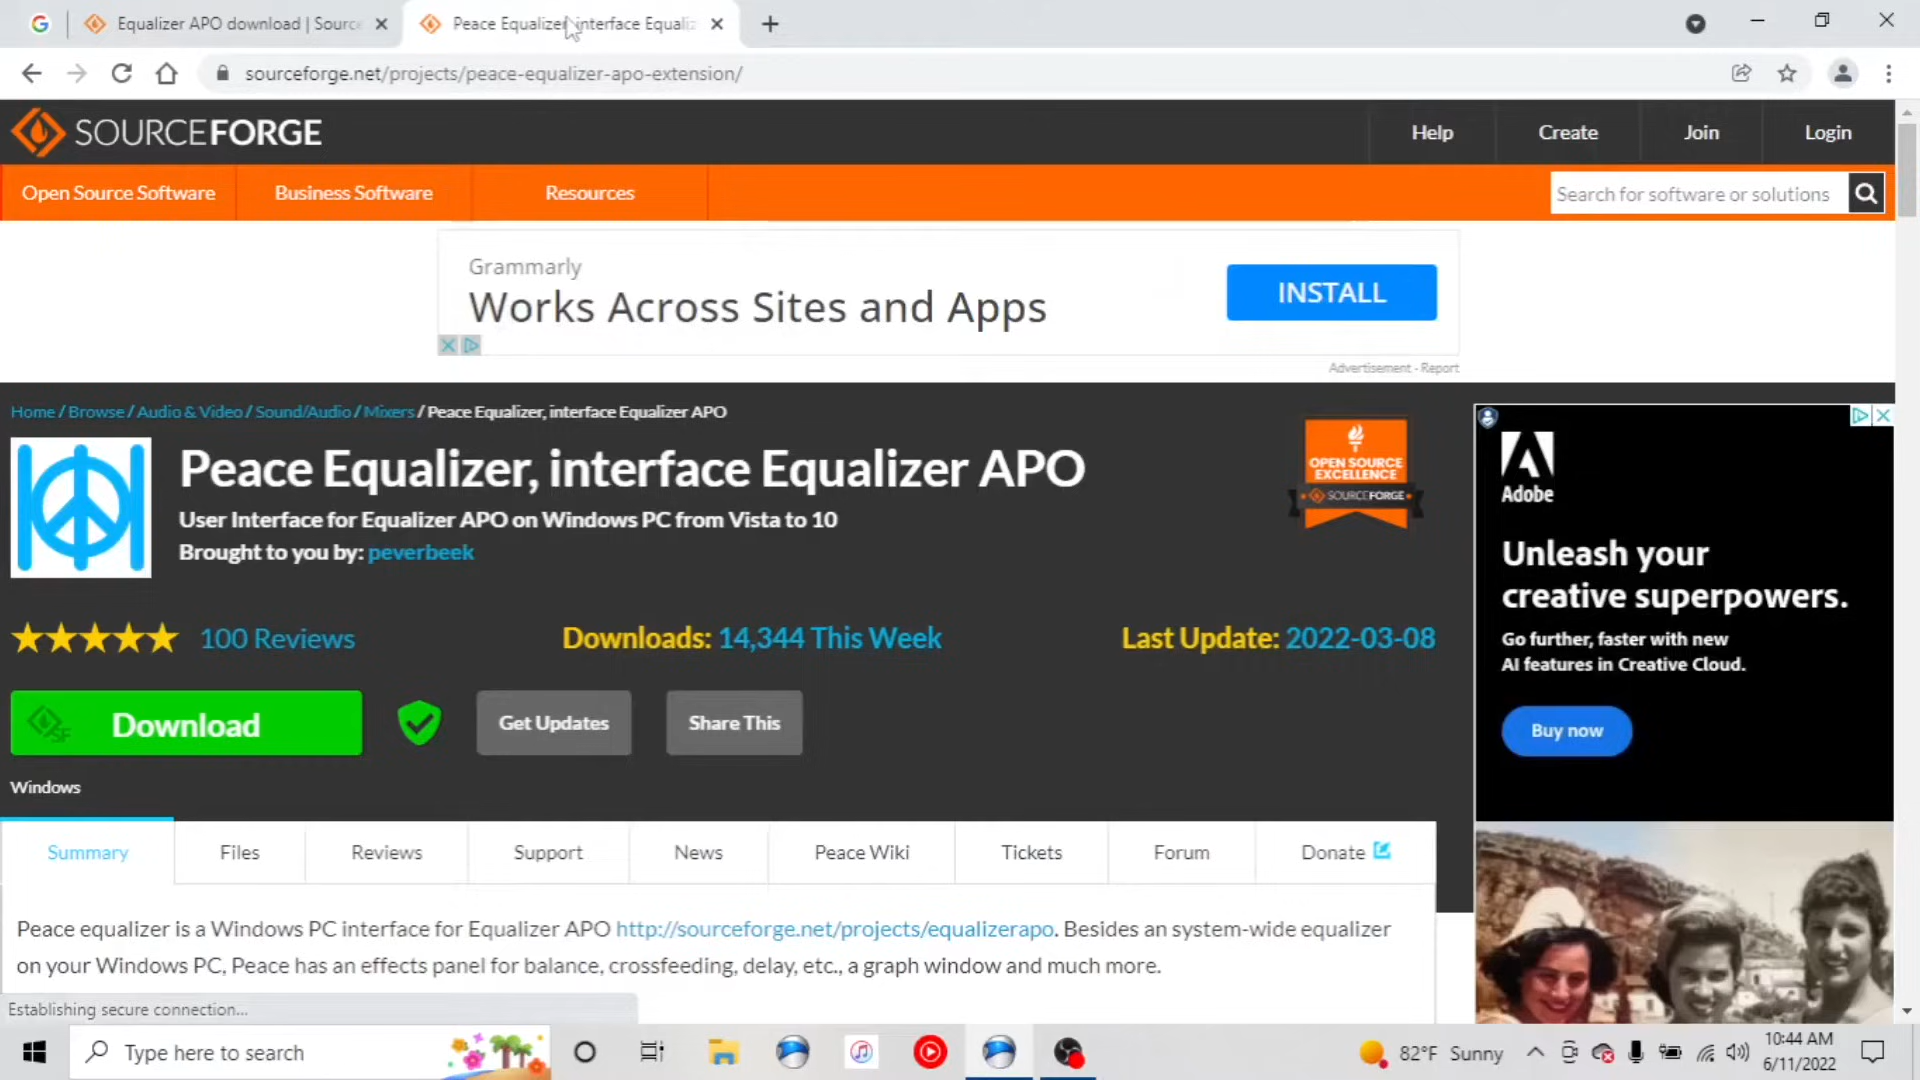 Equalizer APO download | Source
Peace Equalizer, interface Equaliz
sourceforge.net/projects/peace-equalizer-apo-extension/
SOURCEFORGE
Help
Create
Join
Login
Open Source Software
Business Software
Resources
Search for software or solutions
Grammarly
Works Across Sites and Apps
INSTALL
Advertisement - Report
Home / Browse / Audio & Video / Sound/Audio / Mixers / Peace Equalizer, interface Equalizer APO
Peace Equalizer, interface Equalizer APO
User Interface for Equalizer APO on Windows PC from Vista to 10
Brought to you by: peverbeek
OPEN SOURCE
EXCELLENCE
SOURCEFORGE
100 Reviews
Downloads: 14,344 This Week
Last Update: 2022-03-08
Download
Get Updates
Share This
Windows
Adobe
Unleash your
creative superpowers.
Go further, faster with new
AI features in Creative Cloud.
Buy now
Summary
Files
Reviews
Support
News
Peace Wiki
Tickets
Forum
Donate
Peace equalizer is a Windows PC interface for Equalizer APO http://sourceforge.net/projects/equalizerapo. Besides an system-wide equalizer
on your Windows PC, Peace has an effects panel for balance, crossfeeding, delay, etc., a graph window and much more.
Establishing secure connection...
Type here to search
82°F Sunny
10:44 AM
6/11/2022